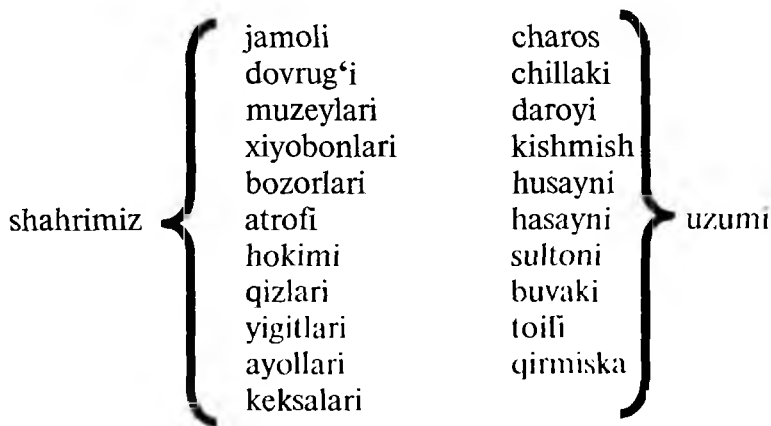 jamoli charos
dovrug‘i chillaki
muzeylari daroyi
xiyobonlari kishmish
bozorlari husayni
shahrimiz atrofi hasayni uzumi
hokimi sultoni
qizlari buvaki
yigitlari toifi
ayollari qirmiska
keksalari